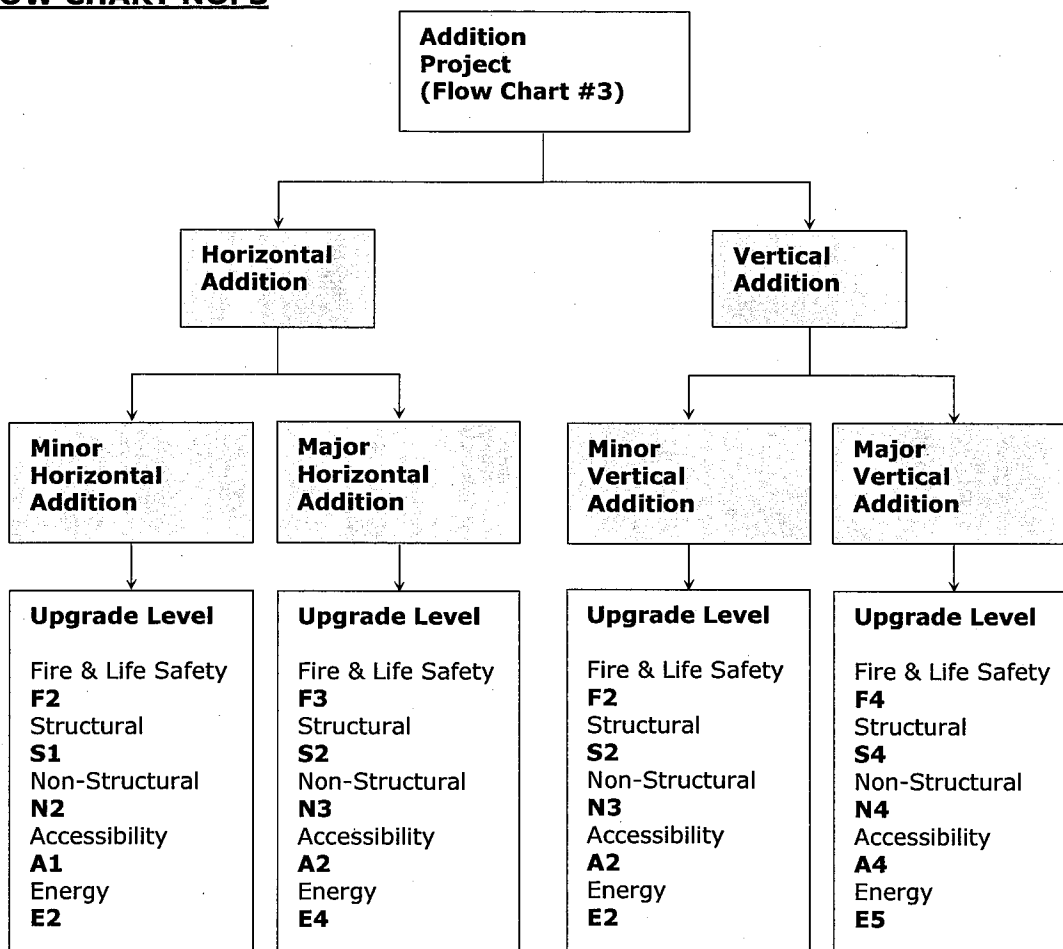 Addition
Project
(Flow Chart #3)
Horizontal
Addition
Vertical
Addition
Minor
Horizontal
Addition
Major
Horizontal
Addition
Minor
Vertical
Addition
Major
Vertical
Addition
Upgrade Level
Fire & Life Safety
F2
Structural
S1
Non-Structural
N2
Accessibility
A1
Energy
E2
Upgrade Level
Fire & Life Safety
F3
Structural
S2
Non-Structural
N3
Accessibility
A2
Energy
E4
Upgrade Level
Fire & Life Safety
F2
Structural
S2
Non-Structural
N3
Accessibility
A2
Energy
E2
Upgrade Level
Fire & Life Safety
F4
Structural
S4
Non-Structural
N4
Accessibility
A4
Energy
E5